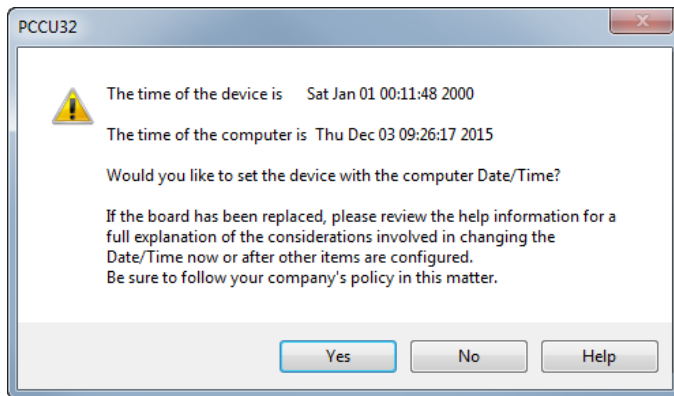 PCCU32
The time of the device is Sat Jan 01 00:11:48 2000
The time of the computer is Thu Dec 03 09:26:17 2015
Would you like to set the device with the computer Date/Time?
If the board has been replaced, please review the help information for a
full explanation of the considerations involved in changing the
Date/Time now or after other items are configured.
Be sure to follow your company's policy in this matter.
Yes No Help